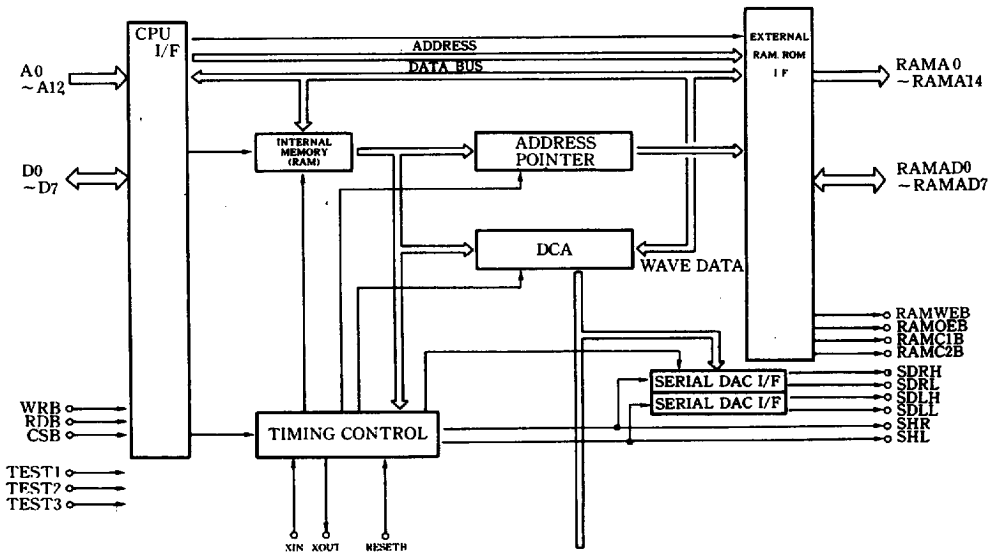 CPU
I/F
ADDRESS
DATA BUS
EXTERNAL
RAM. ROM
I F
A0
~A12
D0
~D7
INTERNAL
MEMORY
(RAM)
ADDRESS
POINTER
DCA
WAVE DATA
RAMA0
~RAMA14
RAMAD0
~RAMAD7
RAMWEB
RAMOEB
RAMC1B
RAMC2B
SERIAL DAC I/F
SERIAL DAC I/F
SDRH
SDRL
SDLH
SDLL
SHR
SHL
WRB
RDB
CSB
TIMING CONTROL
TEST1
TEST2
TEST3
XIN
XOUT
RESETB